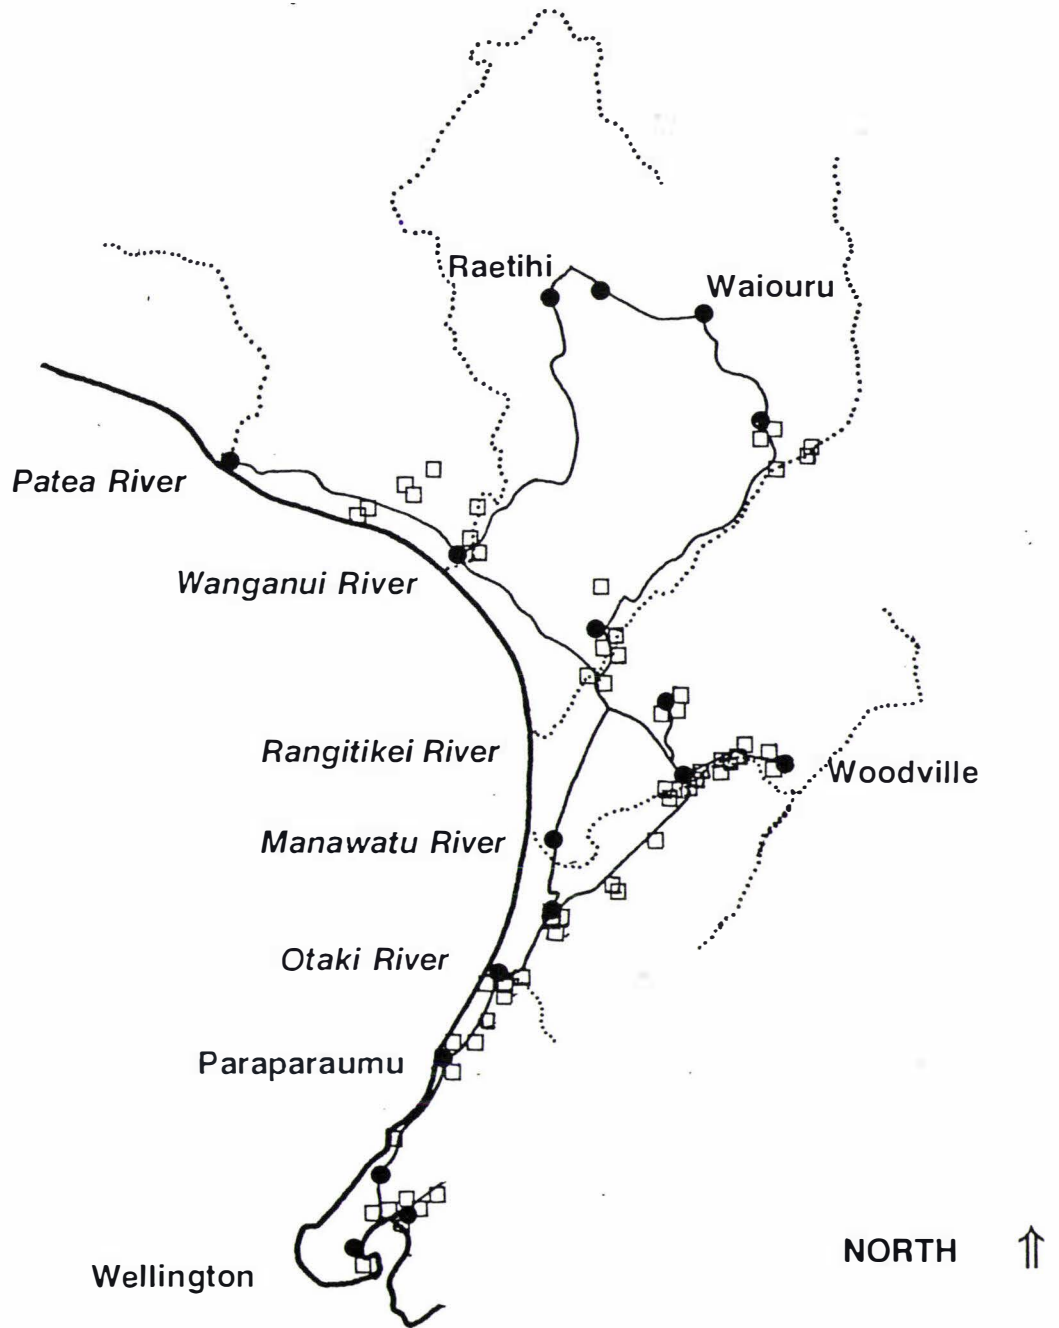 Raetihi
Waiouru
Patea River
Wanganui River
Rangitikei River
Woodville
Manawatu River
Otaki River
Paraparaumu
NORTH ⇑
Wellington